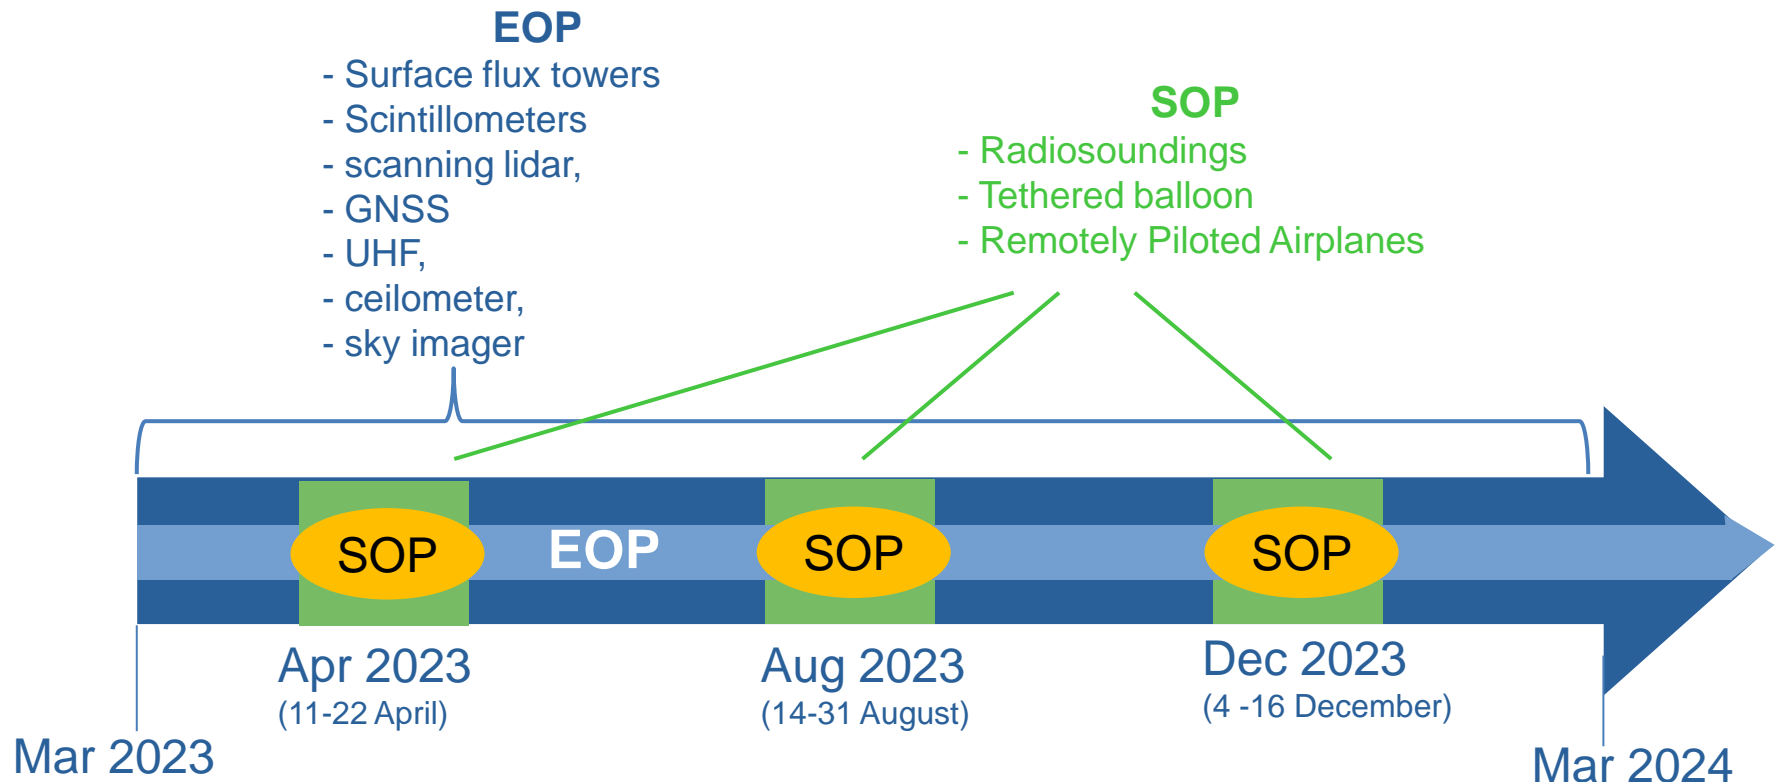 EOP
- Surface flux towers
- Scintillometers
- scanning lidar,
- GNSS
- UHF,
- ceilometer,
- sky imager
SOP
- Radiosoundings
- Tethered balloon
- Remotely Piloted Airplanes
SOP
EOP
SOP
SOP
Apr 2023
(11-22 April)
Aug 2023
(14-31 August)
Dec 2023
(4 -16 December)
Mar 2023
Mar 2024